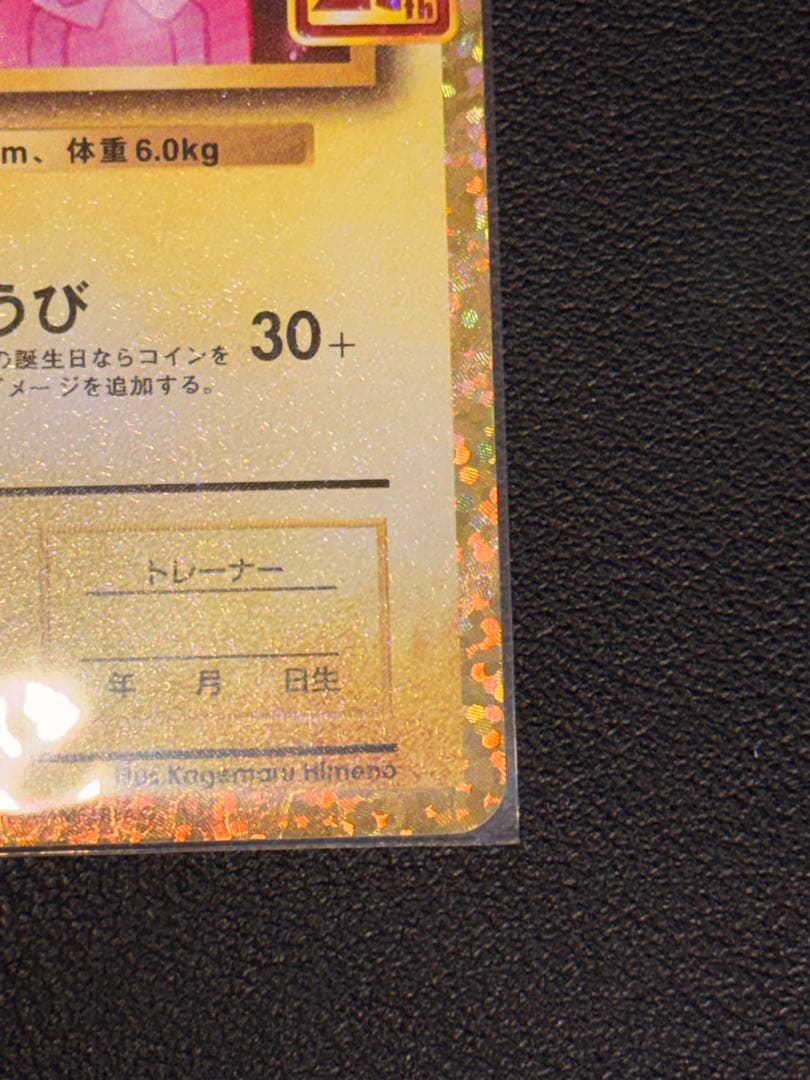 th
m、体重6.0kg
うび
30+
の誕生日ならコインを
メージを追加する。
トレーナー
年 月 日生
Illus. Kagemaru Himeno